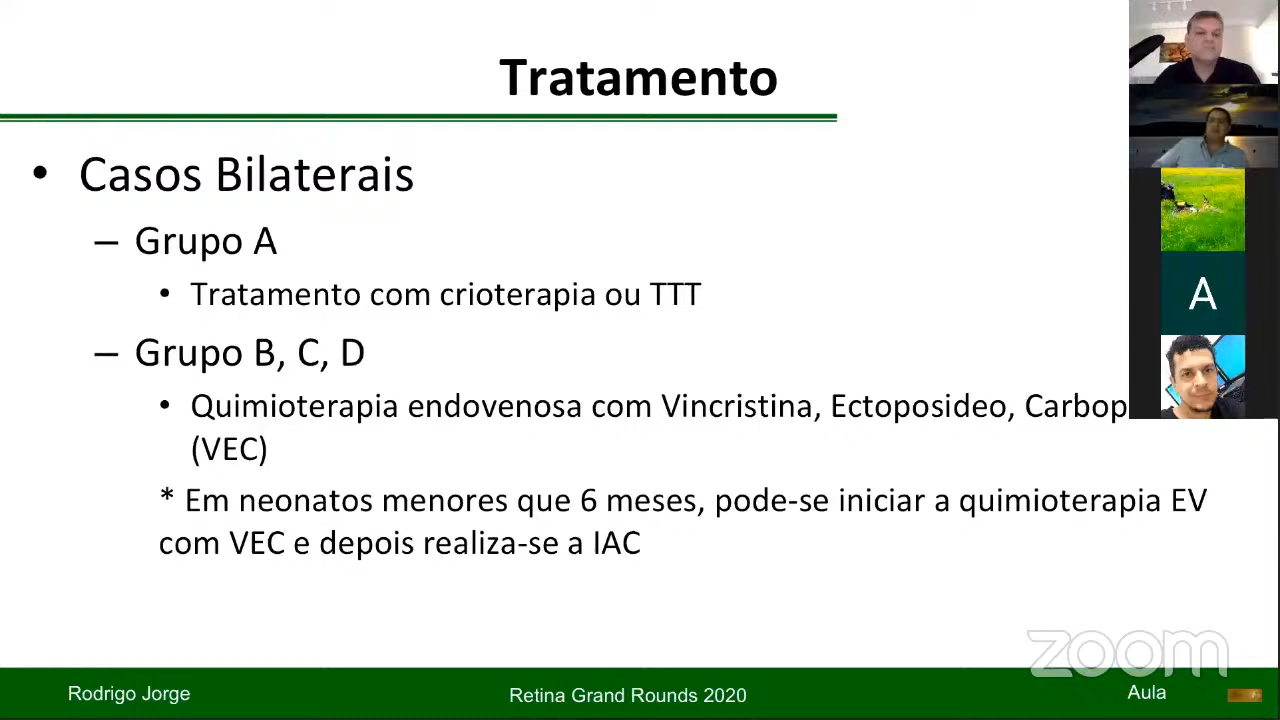 Tratamento
• Casos Bilaterais
– Grupo A
• Tratamento com crioterapia ou TTT
– Grupo B, C, D
• Quimioterapia endovenosa com Vincristina, Ectoposideo, Carbop
(VEC)
* Em neonatos menores que 6 meses, pode-se iniciar a quimioterapia EV
com VEC e depois realiza-se a IAC
A
zoom
Rodrigo Jorge
Retina Grand Rounds 2020
Aula